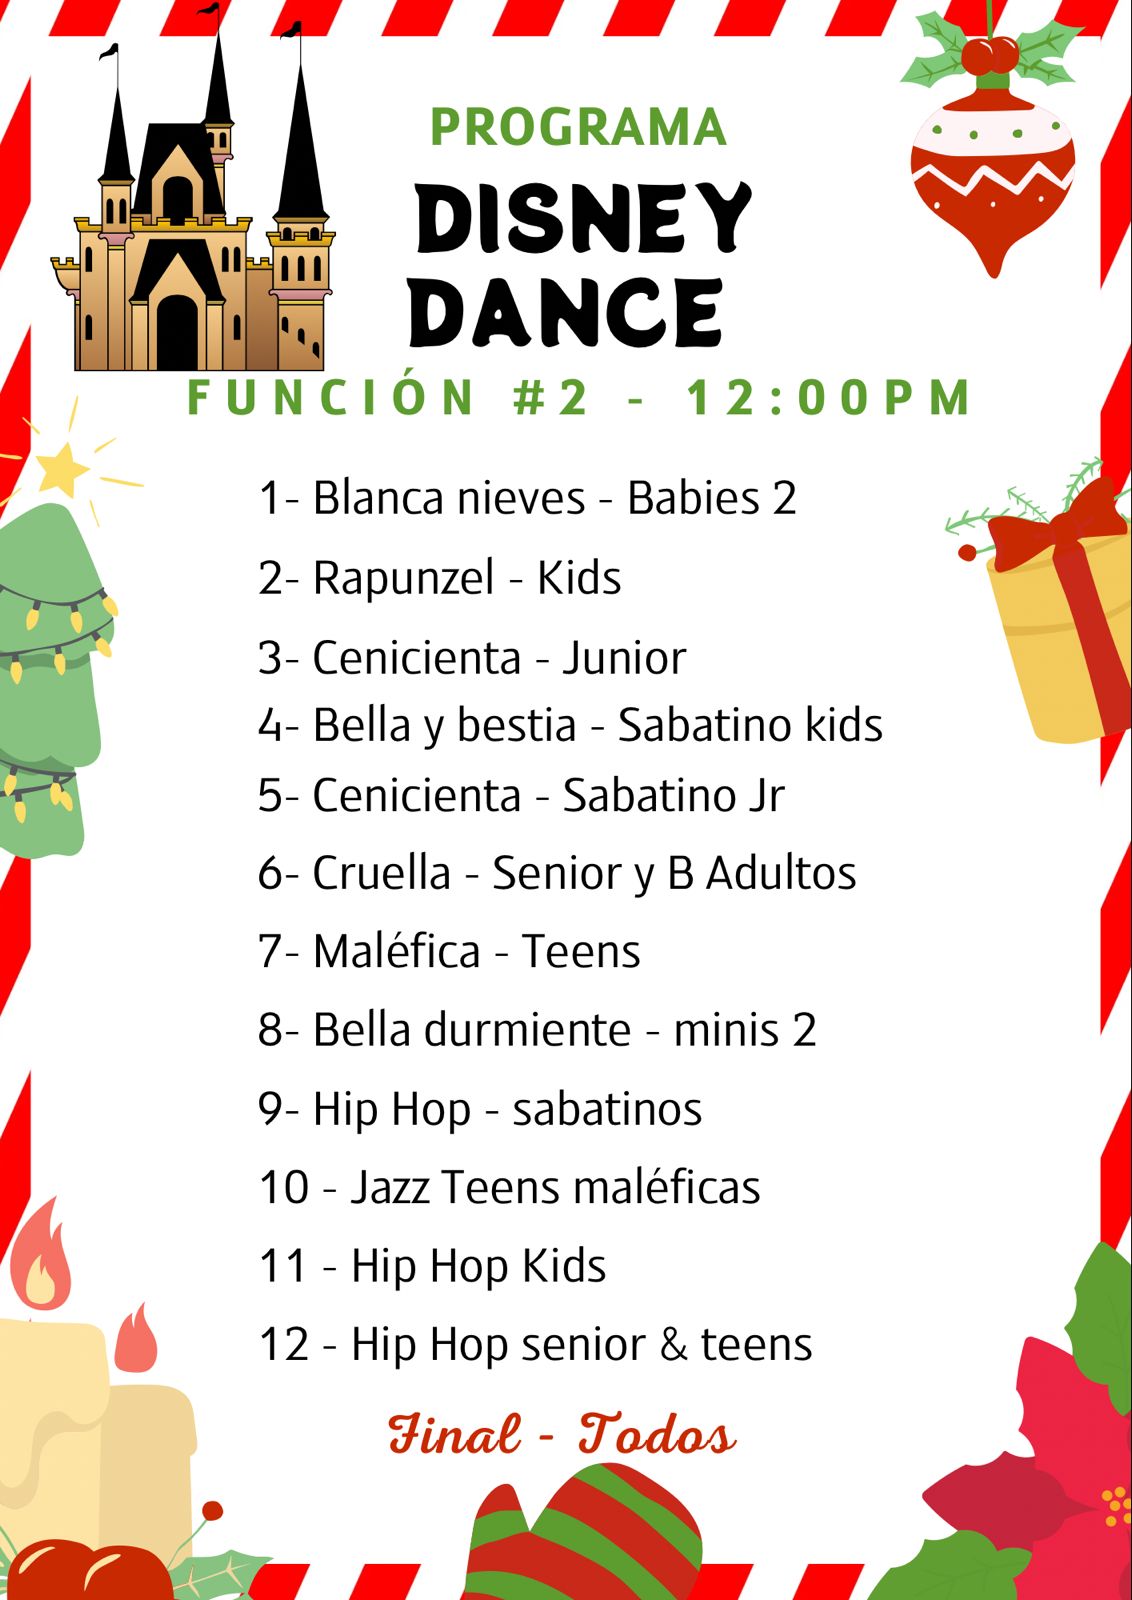 PROGRAMA
DISNEY
DANCE
FUNCIÓN #2 - 12:00PM
1- Blanca nieves - Babies 2
2- Rapunzel - Kids
3- Cenicienta - Junior
4- Bella y bestia - Sabatino kids
5- Cenicienta - Sabatino Jr
6- Cruella - Senior y B Adultos
7- Maléfica - Teens
8- Bella durmiente - minis 2
9- Hip Hop - sabatinos
10 - Jazz Teens maléficas
11 - Hip Hop Kids
12 - Hip Hop senior & teens
Final - Todos